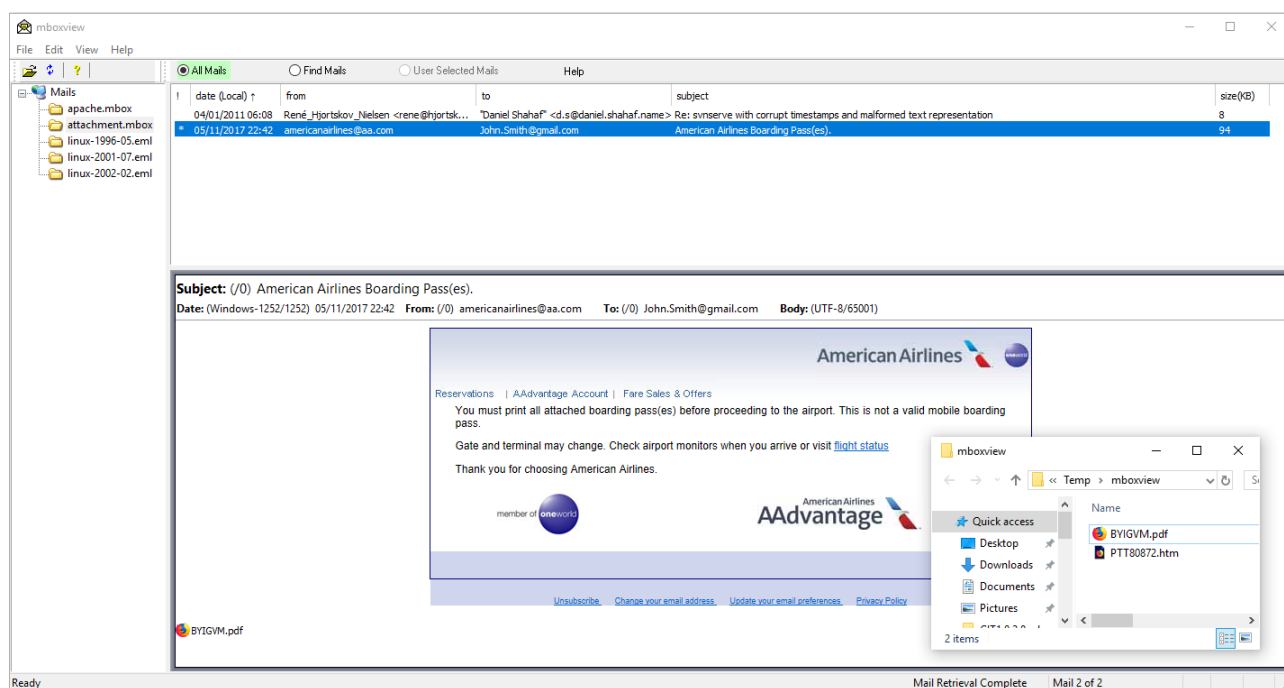 mboxview
File Edit View Help
All Mails Find Mails User Selected Mails Help
Mails
apache.mbox
attachment.mbox
linux-1996-05.eml
linux-2001-07.eml
linux-2002-02.eml
! date (Local) ↑ from to subject size(KB)
04/01/2011 06:08 René_Hjortskov_Nielsen <rene@hjortsk... "Daniel Shahaf" <d.s@daniel.shahaf.name> Re: svnserve with corrupt timestamps and malformed text representation 8
* 05/11/2017 22:42 americanairlines@aa.com John.Smith@gmail.com American Airlines Boarding Pass(es). 94
Subject: (/0) American Airlines Boarding Pass(es).
Date: (Windows-1252/1252) 05/11/2017 22:42 From: (/0) americanairlines@aa.com To: (/0) John.Smith@gmail.com Body: (UTF-8/65001)
American Airlines oneworld
Reservations | AAdvantage Account | Fare Sales & Offers
You must print all attached boarding pass(es) before proceeding to the airport. This is not a valid mobile boarding
pass.
Gate and terminal may change. Check airport monitors when you arrive or visit flight status
Thank you for choosing American Airlines.
member of oneworld
American Airlines
AAdvantage
Unsubscribe Change your email address Update your email preferences Privacy Policy
BYIGVM.pdf
mboxview
« Temp > mboxview
Name
Quick access
Desktop
Downloads
Documents
Pictures
BYIGVM.pdf
PTT80872.htm
2 items
Ready Mail Retrieval Complete Mail 2 of 2